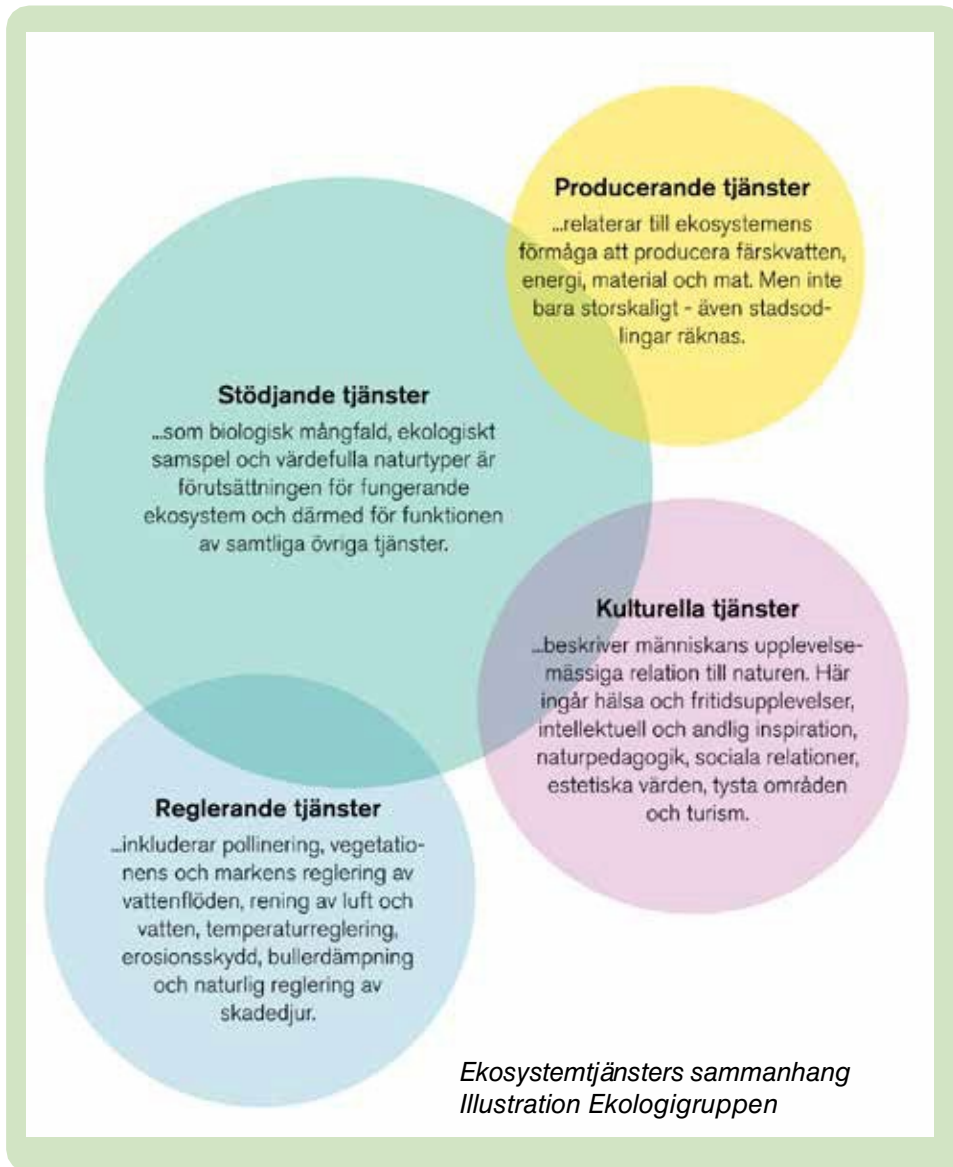 Producerande tjänster
...relaterar till ekosystemens
förmåga att producera färskvatten,
energi, material och mat. Men inte
bara storskaligt - även stadsod-
lingar räknas.
Stödjande tjänster
...som biologisk mångfald, ekologiskt
samspel och värdefulla naturtyper är
förutsättningen för fungerande
ekosystem och därmed för funktionen
av samtliga övriga tjänster.
Kulturella tjänster
...beskriver människans upplevelse-
mässiga relation till naturen. Här
ingår hälsa och fritidsupplevelser,
intellektuell och andlig inspiration,
naturpedagogik, sociala relationer,
estetiska värden, tysta områden
och turism.
Reglerande tjänster
...inkluderar pollinering, vegetatio-
nens och markens reglering av
vattenflöden, rening av luft och
vatten, temperaturreglering,
erosionsskydd, bullerdämpning
och naturlig reglering av
skadedjur.
Ekosystemtjänsters sammanhang
Illustration Ekologigruppen